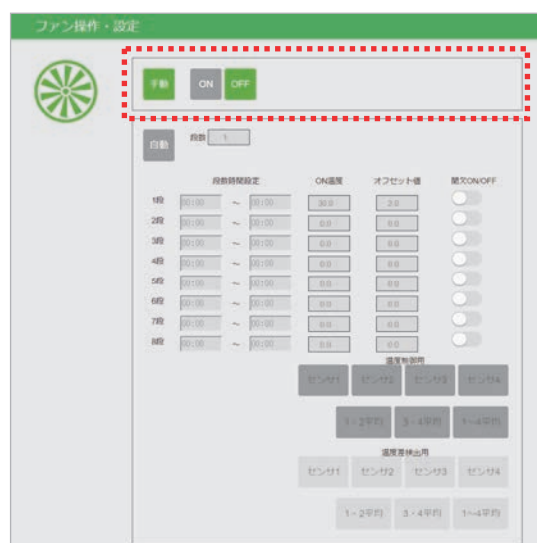 ファン操作・設定
手動 ON OFF
自動 段数 1
段数時間設定 ON温度 オフセット値 間欠ON/OFF
1段 00:00 ～ 00:00 30.0 2.0
2段 00:00 ～ 00:00 0.0 0.0
3段 00:00 ～ 00:00 0.0 0.0
4段 00:00 ～ 00:00 0.0 0.0
5段 00:00 ～ 00:00 0.0 0.0
6段 00:00 ～ 00:00 0.0 0.0
7段 00:00 ～ 00:00 0.0 0.0
8段 00:00 ～ 00:00 0.0 0.0
温度制御用
センサ1 センサ2 センサ3 センサ4
1・2平均 3・4平均 1～4平均
温度差検出用
センサ1 センサ2 センサ3 センサ4
1・2平均 3・4平均 1～4平均